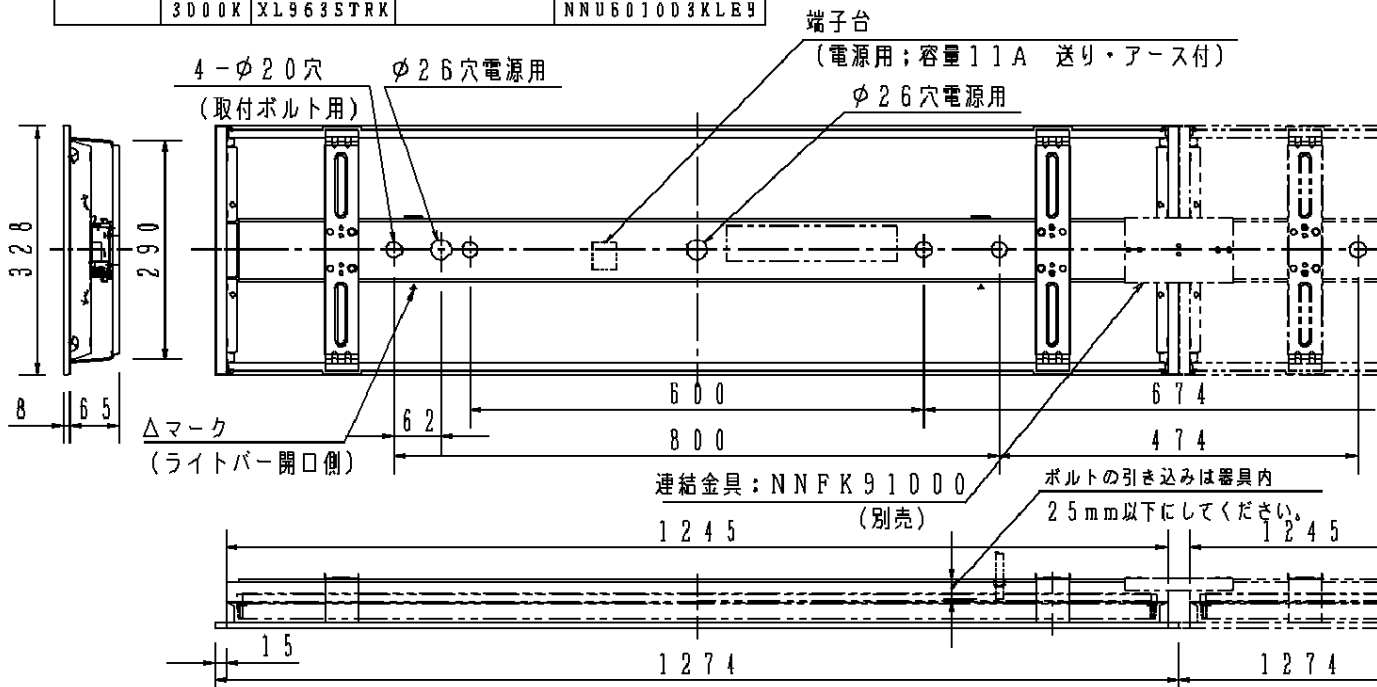 3000K XL963STRK NNU601003KLE9
端子台
(電源用;容量11A 送り・アース付)
4-φ20穴
(取付ボルト用)
φ26穴電源用
φ26穴電源用
328
290
8
65
600
674
62
800
474
△マーク
(ライトバー開口側)
連結金具:NNFK91000
(別売)
ボルトの引き込みは器具内
25mm以下にしてください。
1245
1245
15
1274
1274